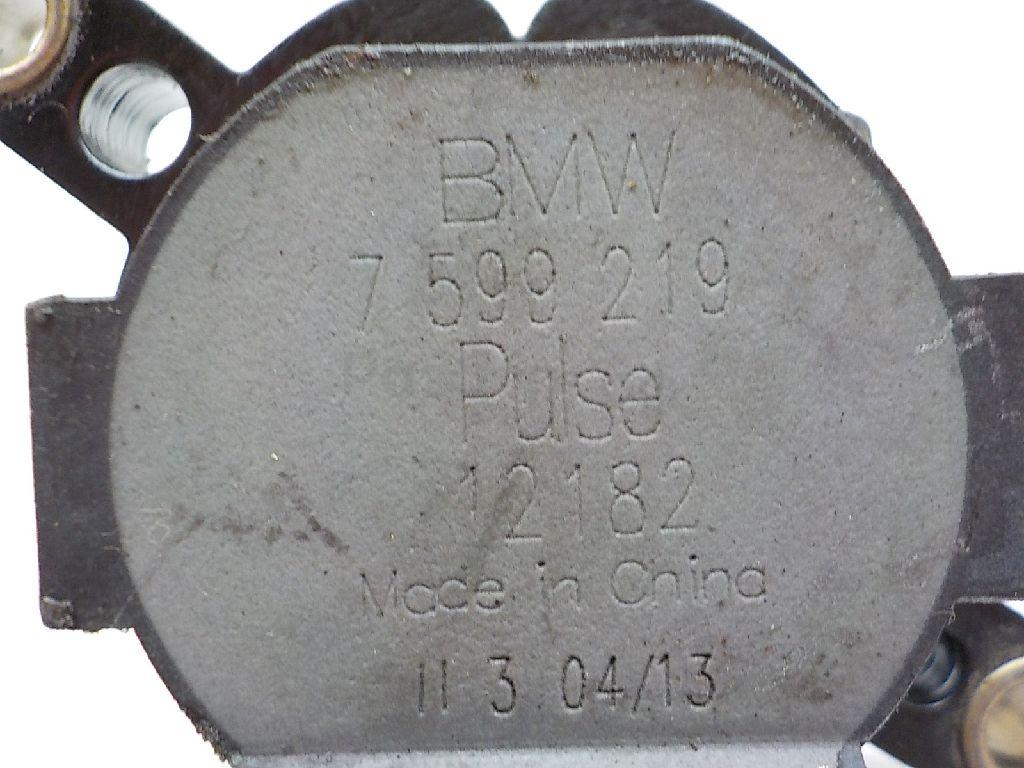 BMW
7 599 219
Pulse
12182
Made in China
II 3 04/13